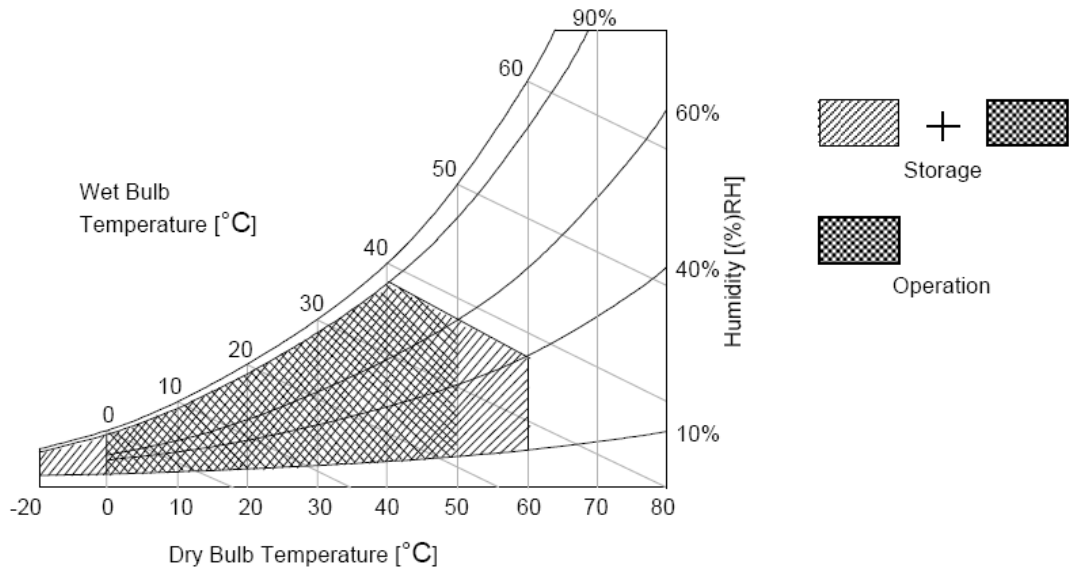 90%
60
60%
50
Storage
Wet Bulb
Temperature [°C]
40
Humidity [(%)RH]
40%
Operation
30
20
10
0
10%
-20 0 10 20 30 40 50 60 70 80
Dry Bulb Temperature [°C]